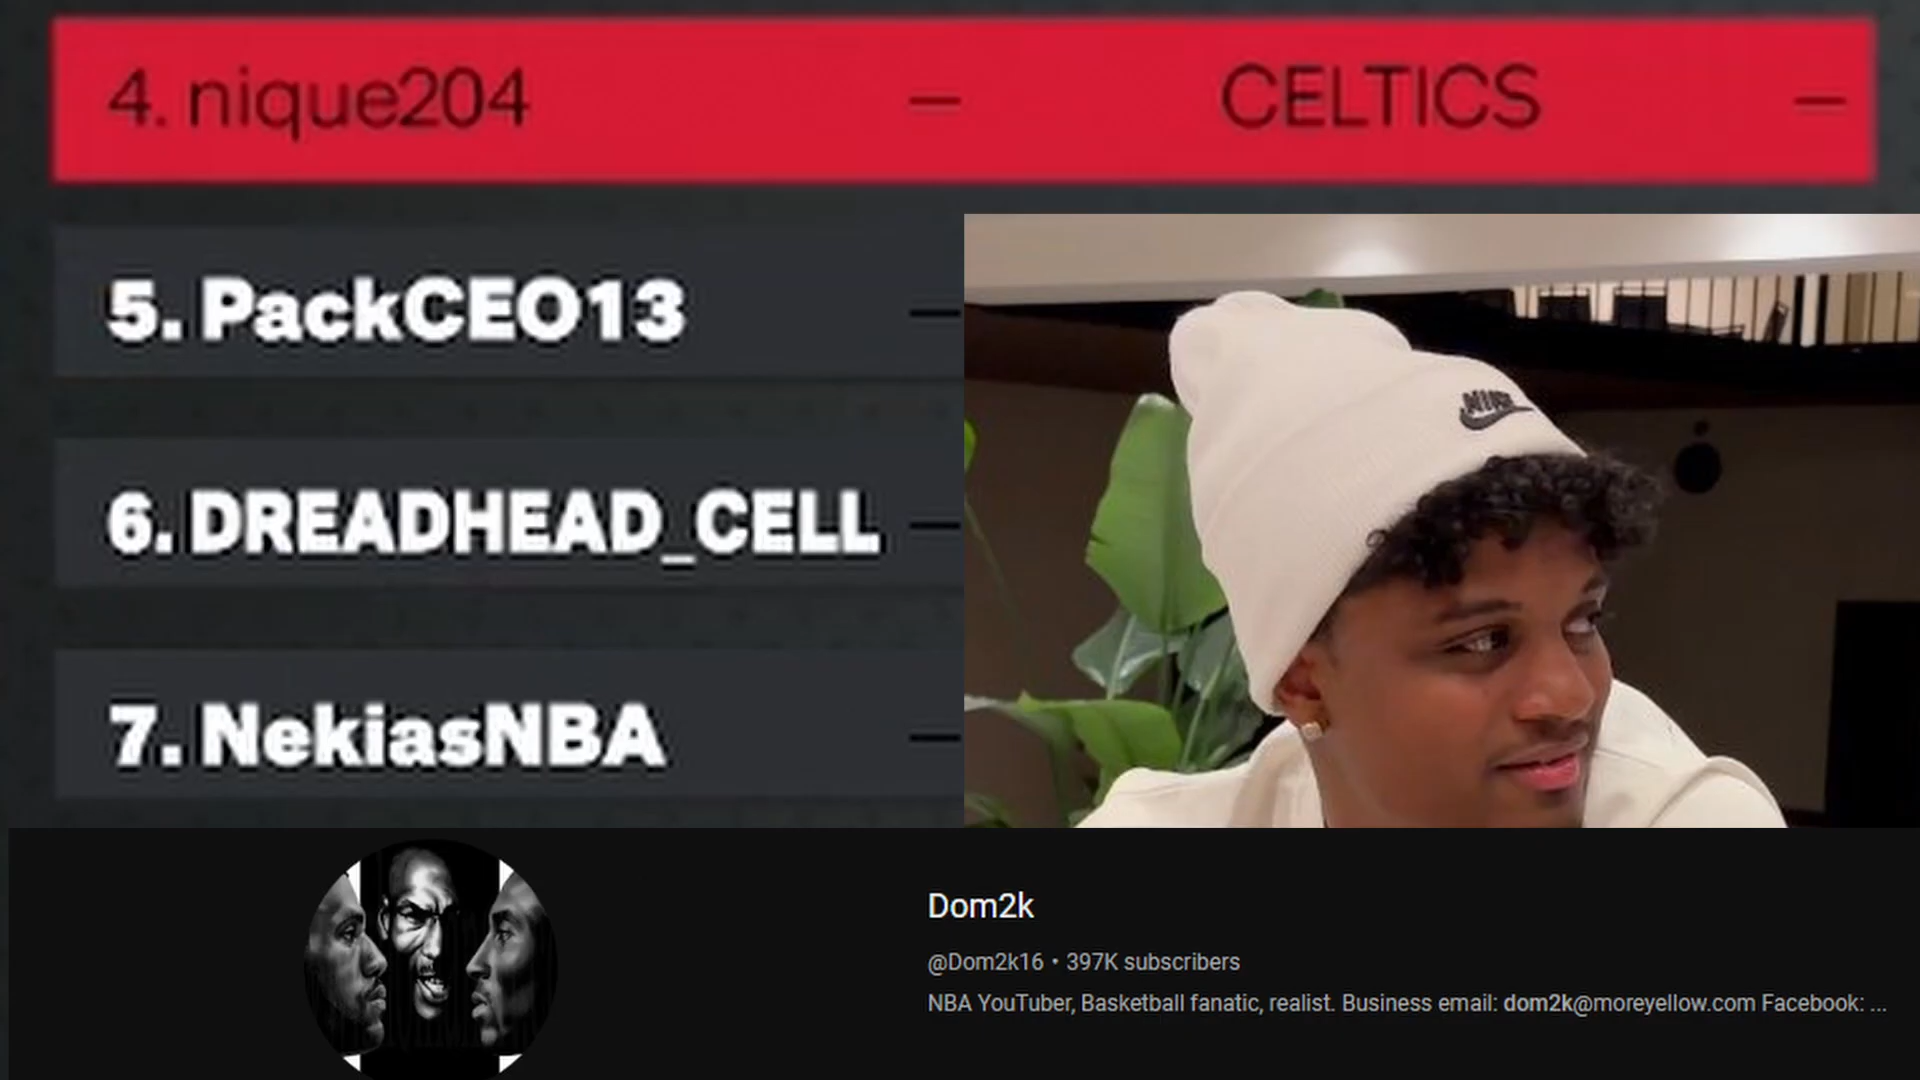 4. nique204 — CELTICS —
5. PackCEO13 —
6. DREADHEAD_CELL —
7. NekiasNBA —
NIKE
Dom2k
@Dom2k16 • 397K subscribers
NBA YouTuber, Basketball fanatic, realist. Business email: dom2k@moreyellow.com Facebook: ...